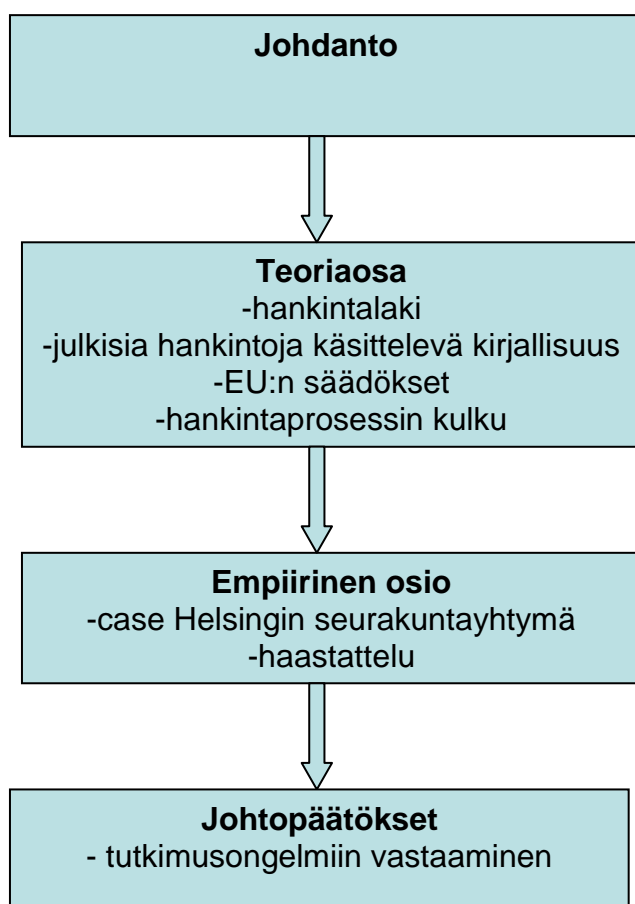 Johdanto
Teoriaosa
-hankintalaki
-julkisia hankintoja käsittelevä kirjallisuus
-EU:n säädökset
-hankintaprosessin kulku
Empiirinen osio
-case Helsingin seurakuntayhtymä
-haastattelu
Johtopäätökset
- tutkimusongelmiin vastaaminen